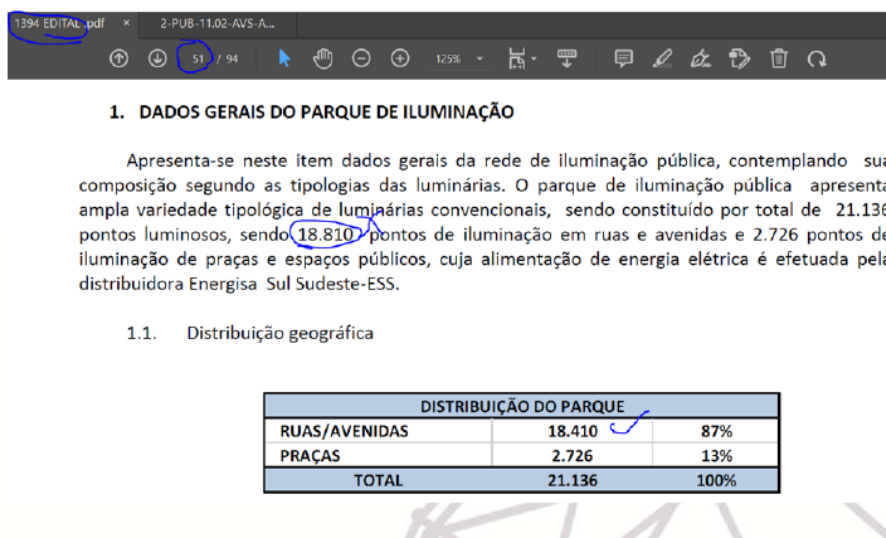 1394 EDITAL .pdf × 2-PUB-11.02-AVS-A...
51 / 94 125%
1. DADOS GERAIS DO PARQUE DE ILUMINAÇÃO
Apresenta-se neste item dados gerais da rede de iluminação pública, contemplando sua
composição segundo as tipologias das luminárias. O parque de iluminação pública apresenta
ampla variedade tipológica de luminárias convencionais, sendo constituído por total de 21.136
pontos luminosos, sendo 18.810 pontos de iluminação em ruas e avenidas e 2.726 pontos de
iluminação de praças e espaços públicos, cuja alimentação de energia elétrica é efetuada pela
distribuidora Energisa Sul Sudeste-ESS.
1.1. Distribuição geográfica
DISTRIBUIÇÃO DO PARQUE
RUAS/AVENIDAS 18.410 87%
PRAÇAS 2.726 13%
TOTAL 21.136 100%